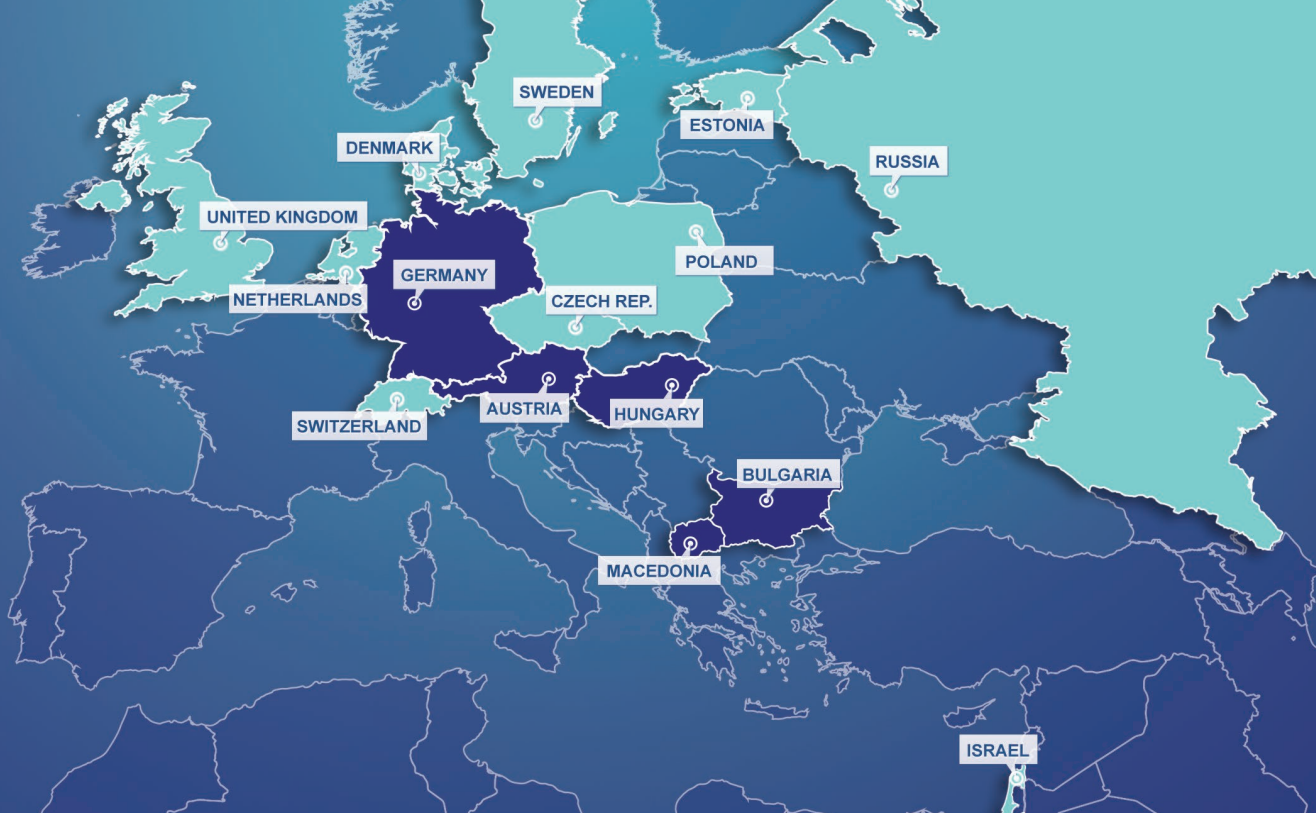 SWEDEN
ESTONIA
DENMARK
RUSSIA
UNITED KINGDOM
POLAND
GERMANY
NETHERLANDS
CZECH REP.
AUSTRIA
HUNGARY
SWITZERLAND
BULGARIA
MACEDONIA
ISRAEL